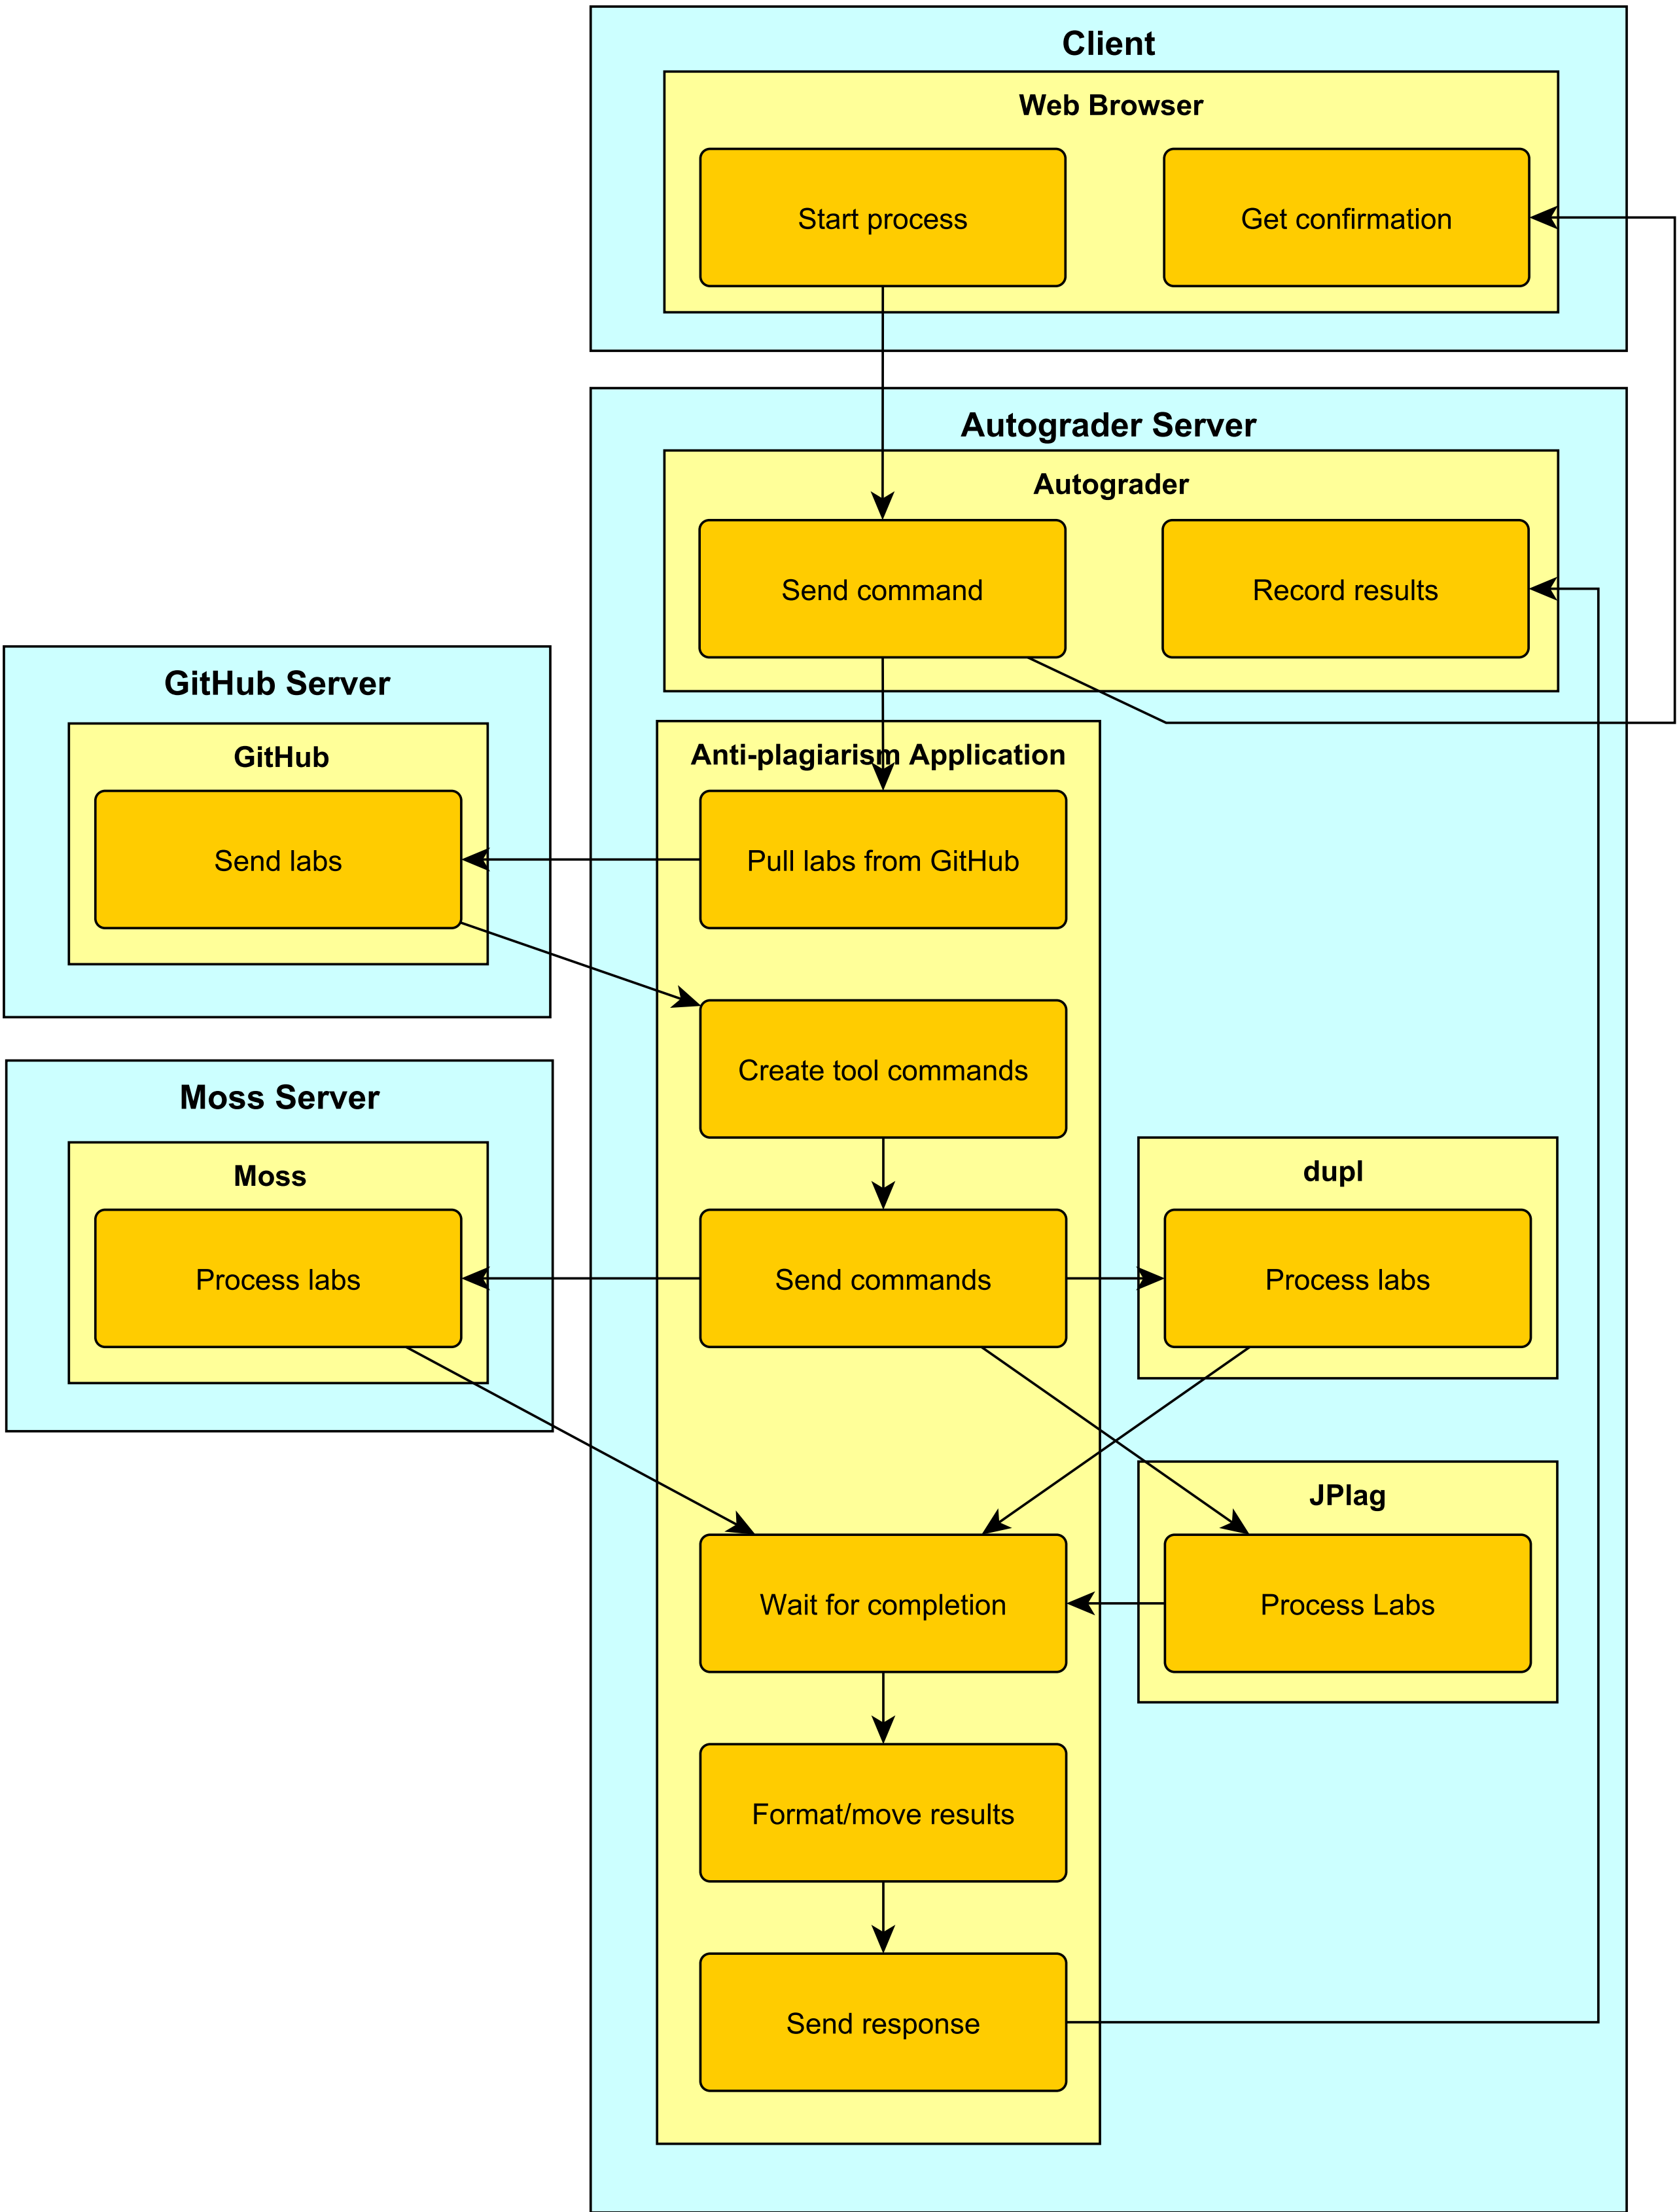 Client
Web Browser
Start process
Get confirmation
Autograder Server
Autograder
Send command
Record results
GitHub Server
GitHub
Send labs
Anti-plagiarism Application
Pull labs from GitHub
Create tool commands
Moss Server
Moss
Process labs
Send commands
dupl
Process labs
JPlag
Process Labs
Wait for completion
Format/move results
Send response